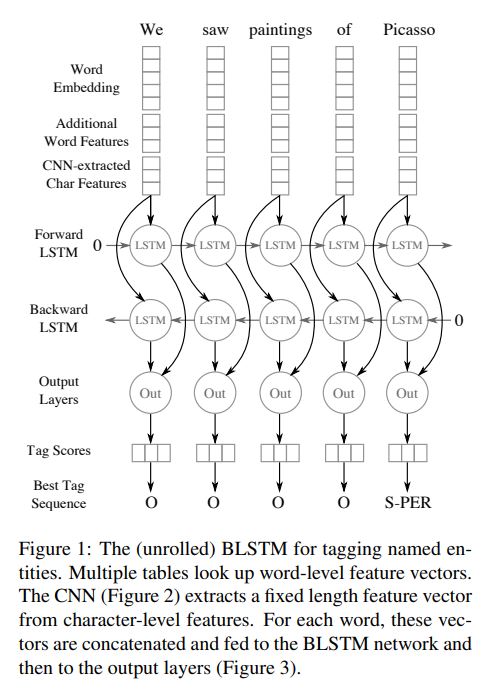 We saw paintings of Picasso
Word
Embedding
Additional
Word Features
CNN-extracted
Char Features
Forward
LSTM
0 LSTM LSTM LSTM LSTM LSTM
Backward
LSTM
LSTM LSTM LSTM LSTM LSTM 0
Output
Layers
Out Out Out Out Out
Tag Scores
Best Tag
Sequence
O O O O S-PER
Figure 1: The (unrolled) BLSTM for tagging named en-
tities. Multiple tables look up word-level feature vectors.
The CNN (Figure 2) extracts a fixed length feature vector
from character-level features. For each word, these vec-
tors are concatenated and fed to the BLSTM network and
then to the output layers (Figure 3).